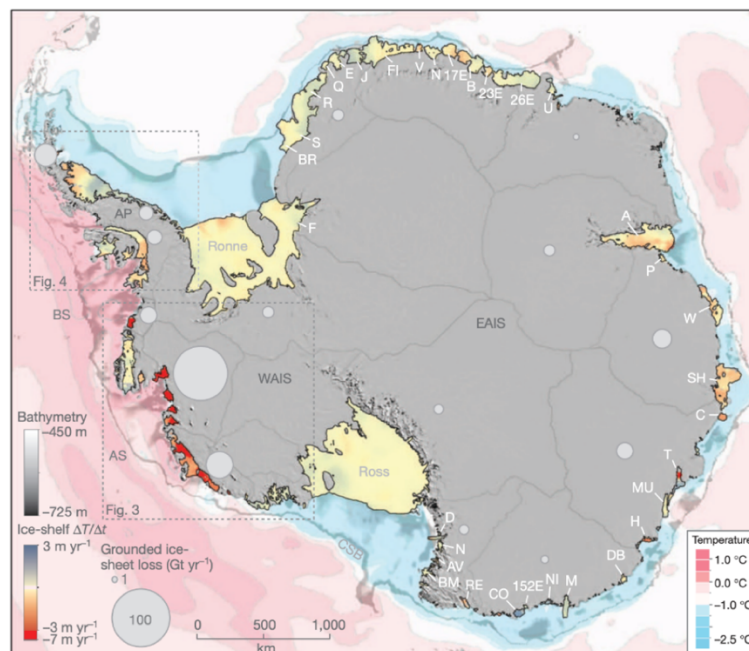 E
J
FI
V
N
17E
B
23E
26E
U
Q
R
S
BR
AP
Ronne
F
A
P
Fig. 4
BS
W
EAIS
WAIS
SH
C
Bathymetry
−450 m
AS
Ross
T
MU
−725 m
Fig. 3
Ice-shelf ΔT/Δt
3 m yr⁻¹
Grounded ice-
sheet loss (Gt yr⁻¹)
1
D
H
N
AV
BM
RE
CO
152E
NI
M
DB
Temperature
1.0 °C
0.0 °C
−1.0 °C
−2.5 °C
100
−3 m yr⁻¹
−7 m yr⁻¹
0
500
1,000
km